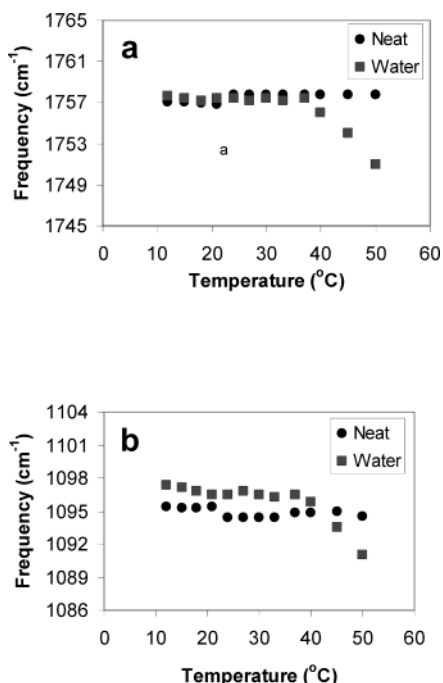 a
1765
1761
1757
1753
1749
1745
Frequency (cm-1)
Neat
Water
a
0 10 20 30 40 50 60
Temperature (oC)
b
1104
1101
1098
1095
1092
1089
1086
Frequency (cm-1)
Neat
Water
0 10 20 30 40 50 60
Temperature (oC)